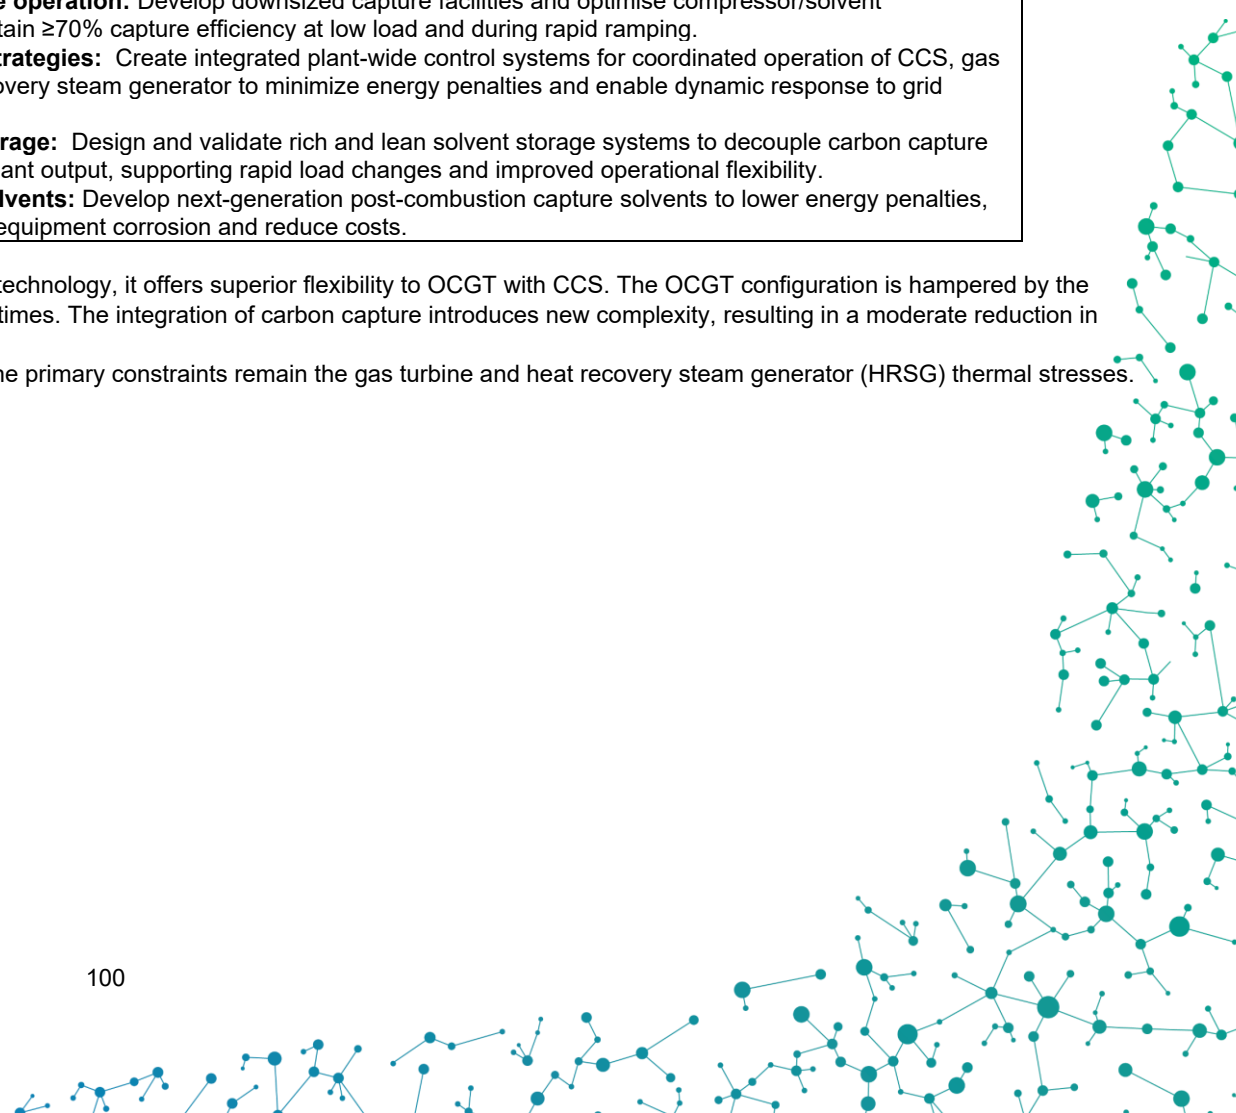 operation: Develop downsized capture facilities and optimise compressor/solvent
tain ≥70% capture efficiency at low load and during rapid ramping.
trategies: Create integrated plant-wide control systems for coordinated operation of CCS, gas
overy steam generator to minimize energy penalties and enable dynamic response to grid
rage: Design and validate rich and lean solvent storage systems to decouple carbon capture
ant output, supporting rapid load changes and improved operational flexibility.
lvents: Develop next-generation post-combustion capture solvents to lower energy penalties,
equipment corrosion and reduce costs.
technology, it offers superior flexibility to OCGT with CCS. The OCGT configuration is hampered by the
times. The integration of carbon capture introduces new complexity, resulting in a moderate reduction in
ne primary constraints remain the gas turbine and heat recovery steam generator (HRSG) thermal stresses.
100